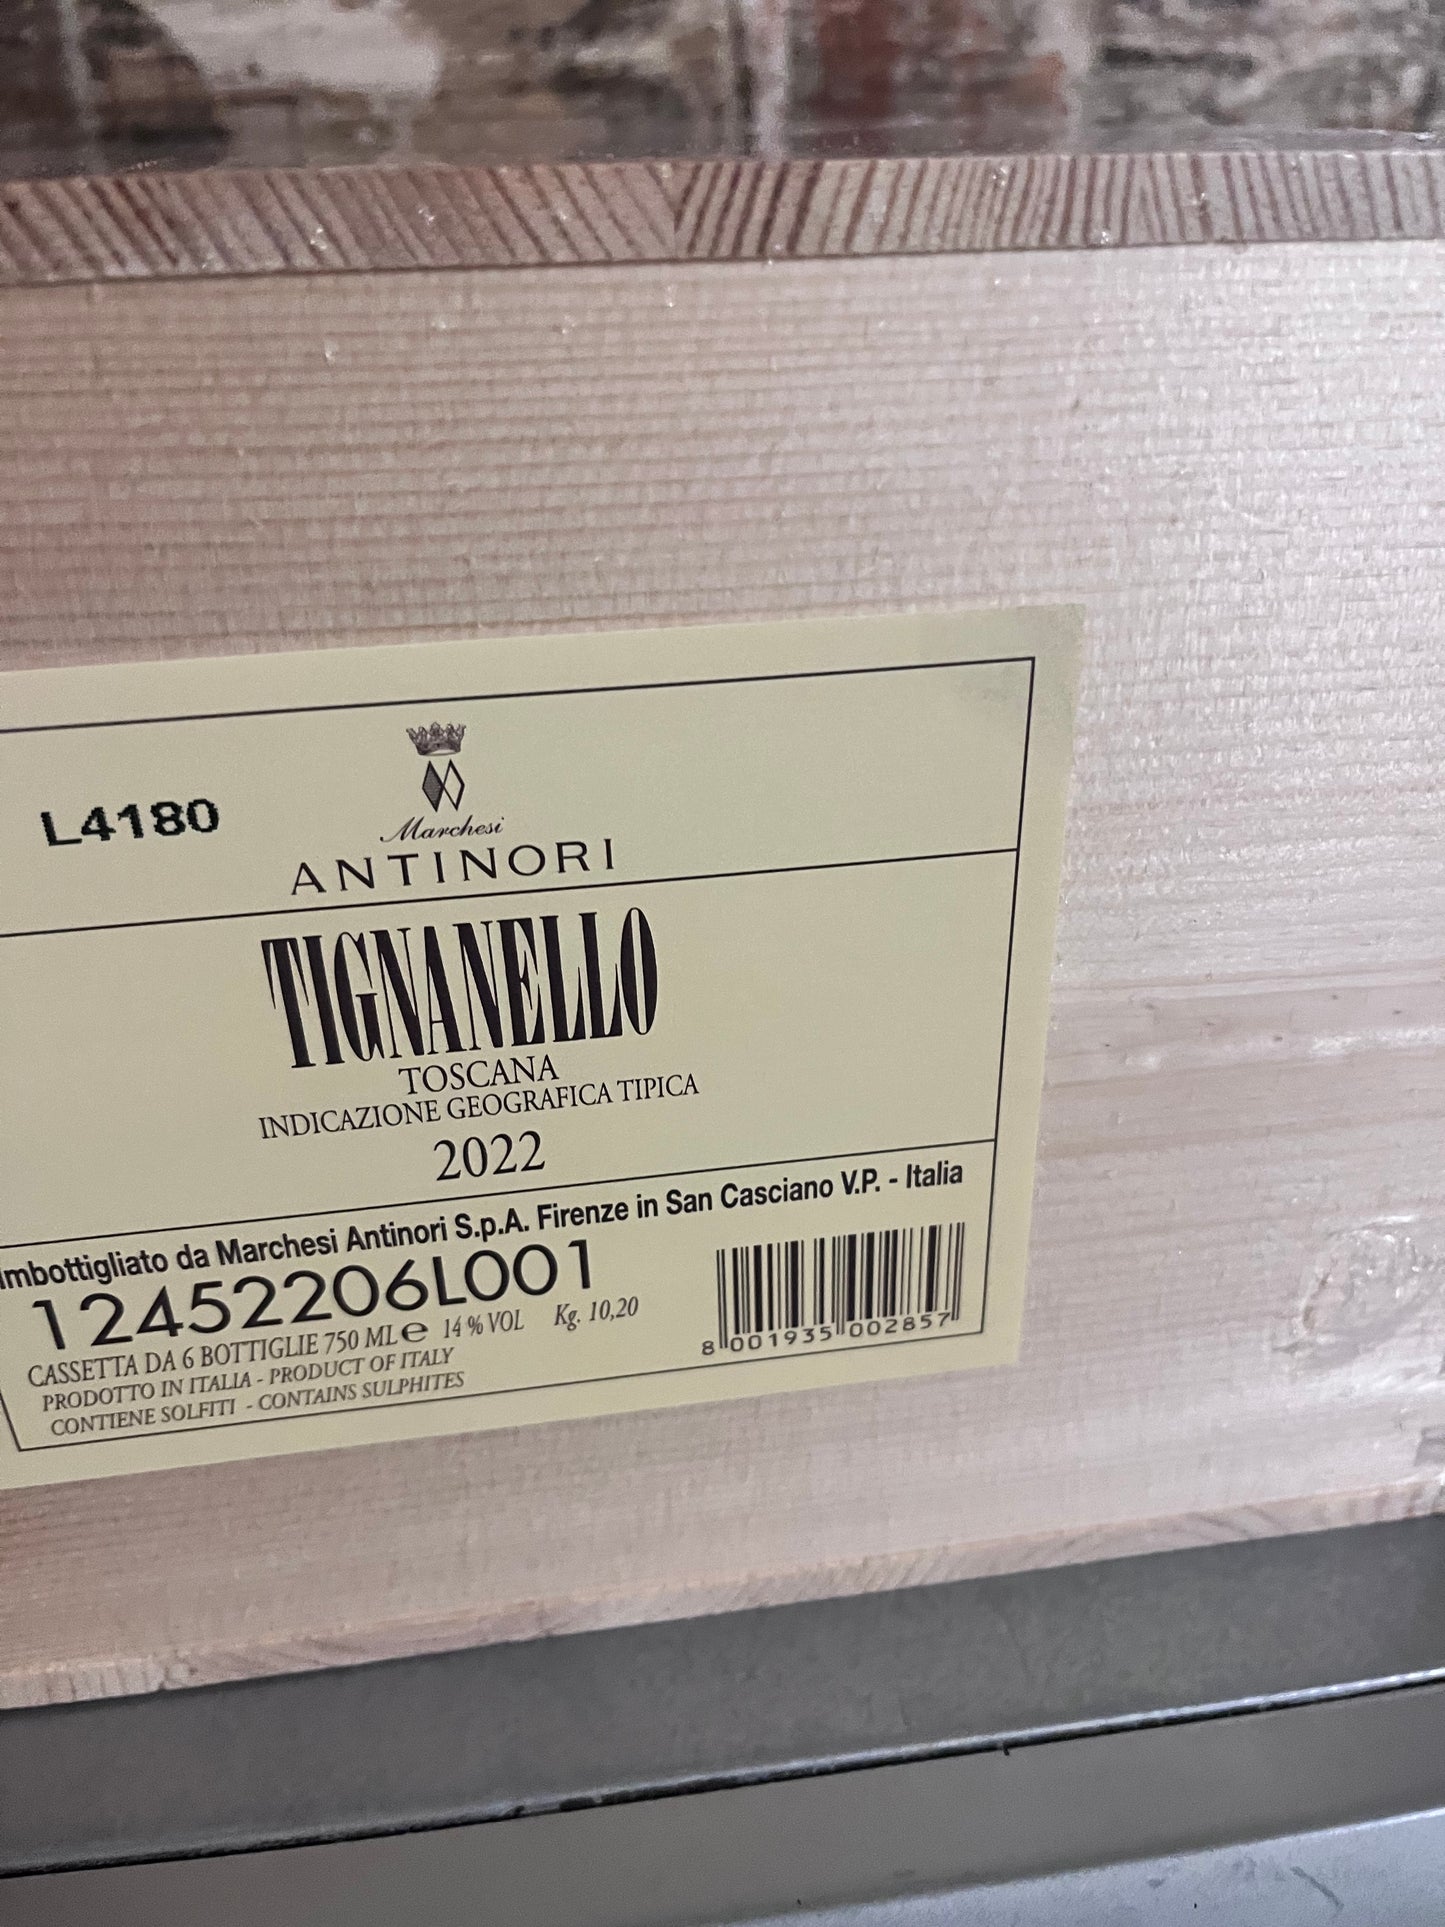 L4180
Marchesi
ANTINORI
TIGNANELLO
TOSCANA
INDICAZIONE GEOGRAFICA TIPICA
2022
Imbottigliato da Marchesi Antinori S.p.A. Firenze in San Casciano V.P. - Italia
12452206L001
CASSETTA DA 6 BOTTIGLIE 750 ML e 14 % VOL Kg. 10,20
PRODOTTO IN ITALIA - PRODUCT OF ITALY
CONTIENE SOLFITI - CONTAINS SULPHITES
8 001935 002857